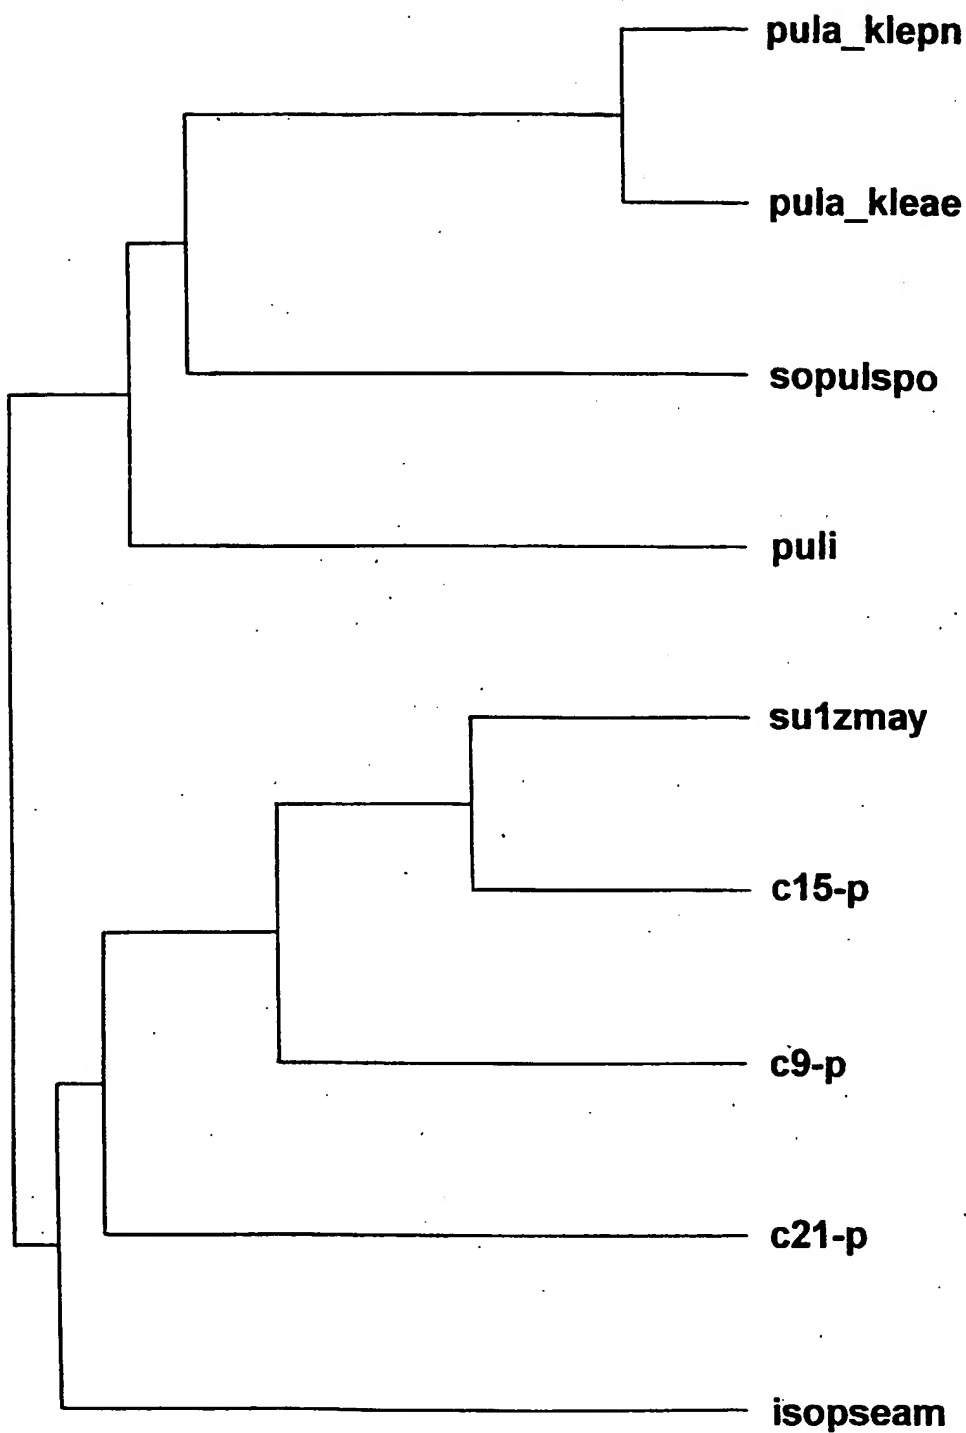 pula_klepn
pula_kleae
sopulspo
puli
su1zmay
c15-p
c9-p
c21-p
isopseam